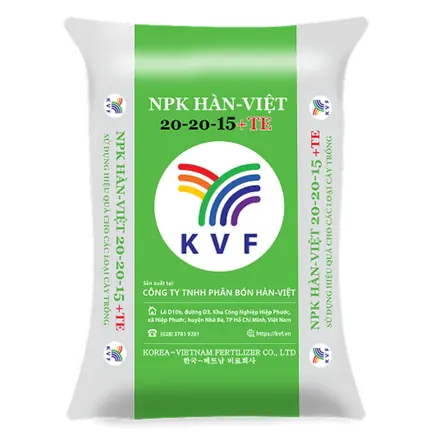 NPK HÀN-VIỆT
20-20-15+TE
KVF
Sản xuất tại:
CÔNG TY TNHH PHÂN BÓN HÀN-VIỆT
Lô D10b, đường D3, Khu Công Nghiệp Hiệp Phước,
xã Hiệp Phước, huyện Nhà Bè, TP Hồ Chí Minh, Việt Nam
(028) 3781 9281
https://kvf.vn
KOREA-VIETNAM FERTILIZER CO., LTD
한국-베트남 비료회사
KVF
NPK HÀN-VIỆT 20-20-15+TE
SỬ DỤNG HIỆU QUẢ CHO CÁC LOẠI CÂY TRỒNG
KVF
KVF
NPK HÀN-VIỆT 20-20-15+TE
SỬ DỤNG HIỆU QUẢ CHO CÁC LOẠI CÂY TRỒNG
KVF